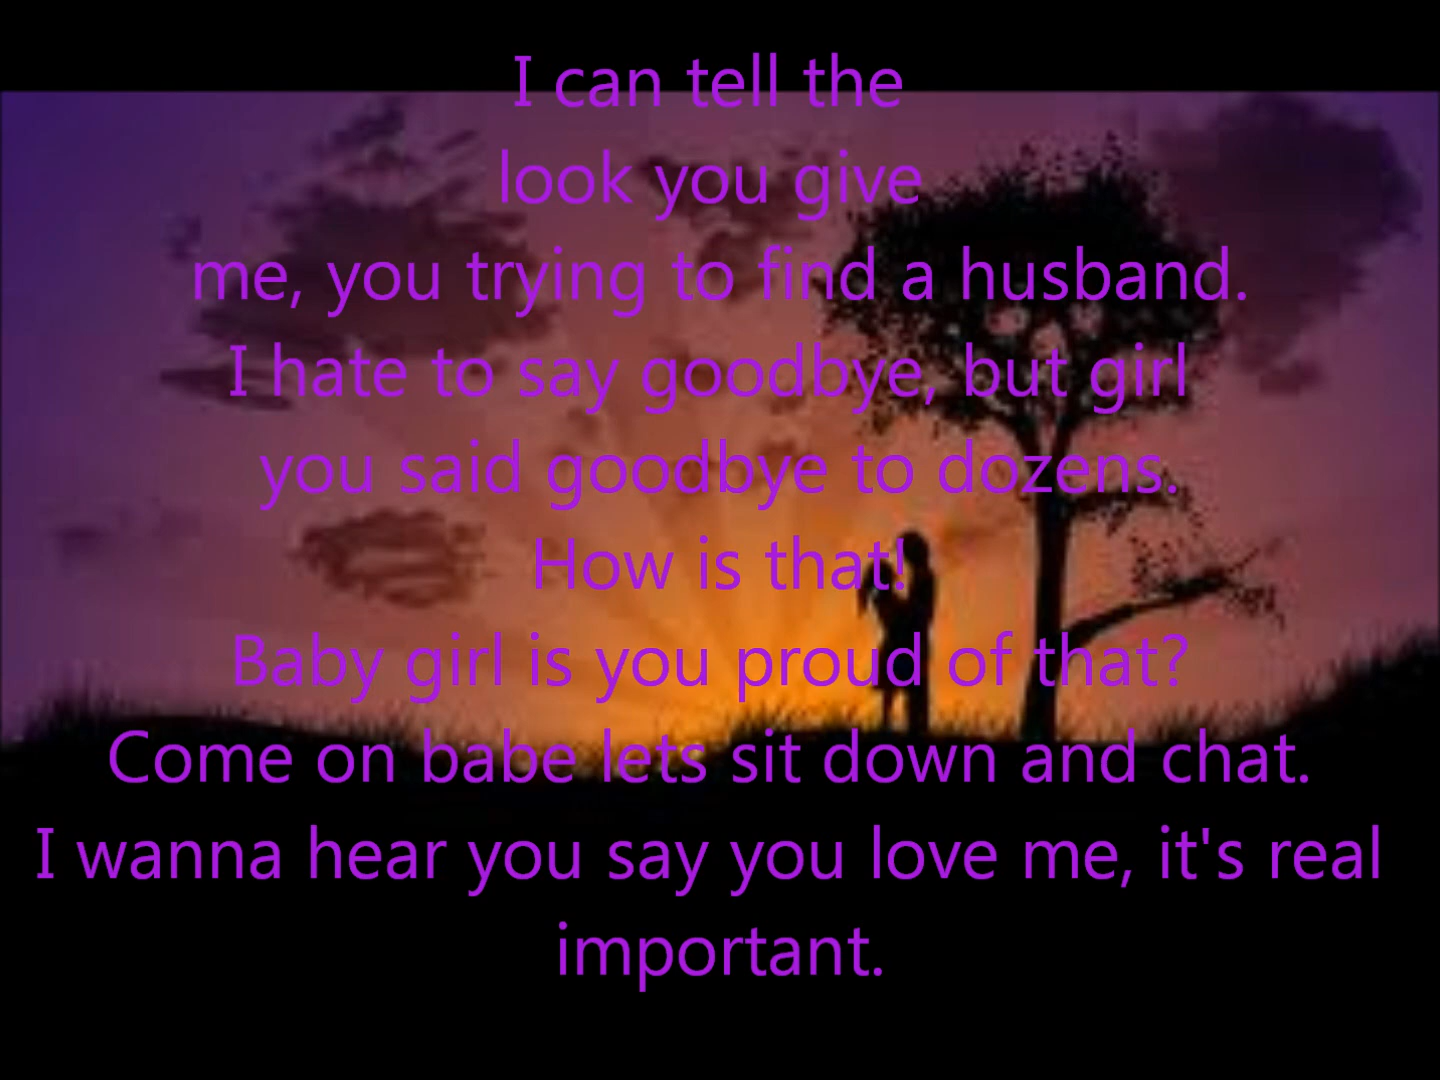 I can tell the
look you give
me, you trying to find a husband.
I hate to say goodbye, but girl
you said goodbye to dozens.
How is that!
Baby girl is you proud of that?
Come on babe lets sit down and chat.
I wanna hear you say you love me, it's real
important.